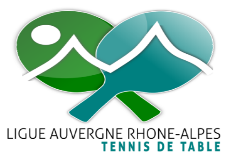 LIGUE AUVERGNE RHONE-ALPES
TENNIS DE TABLE